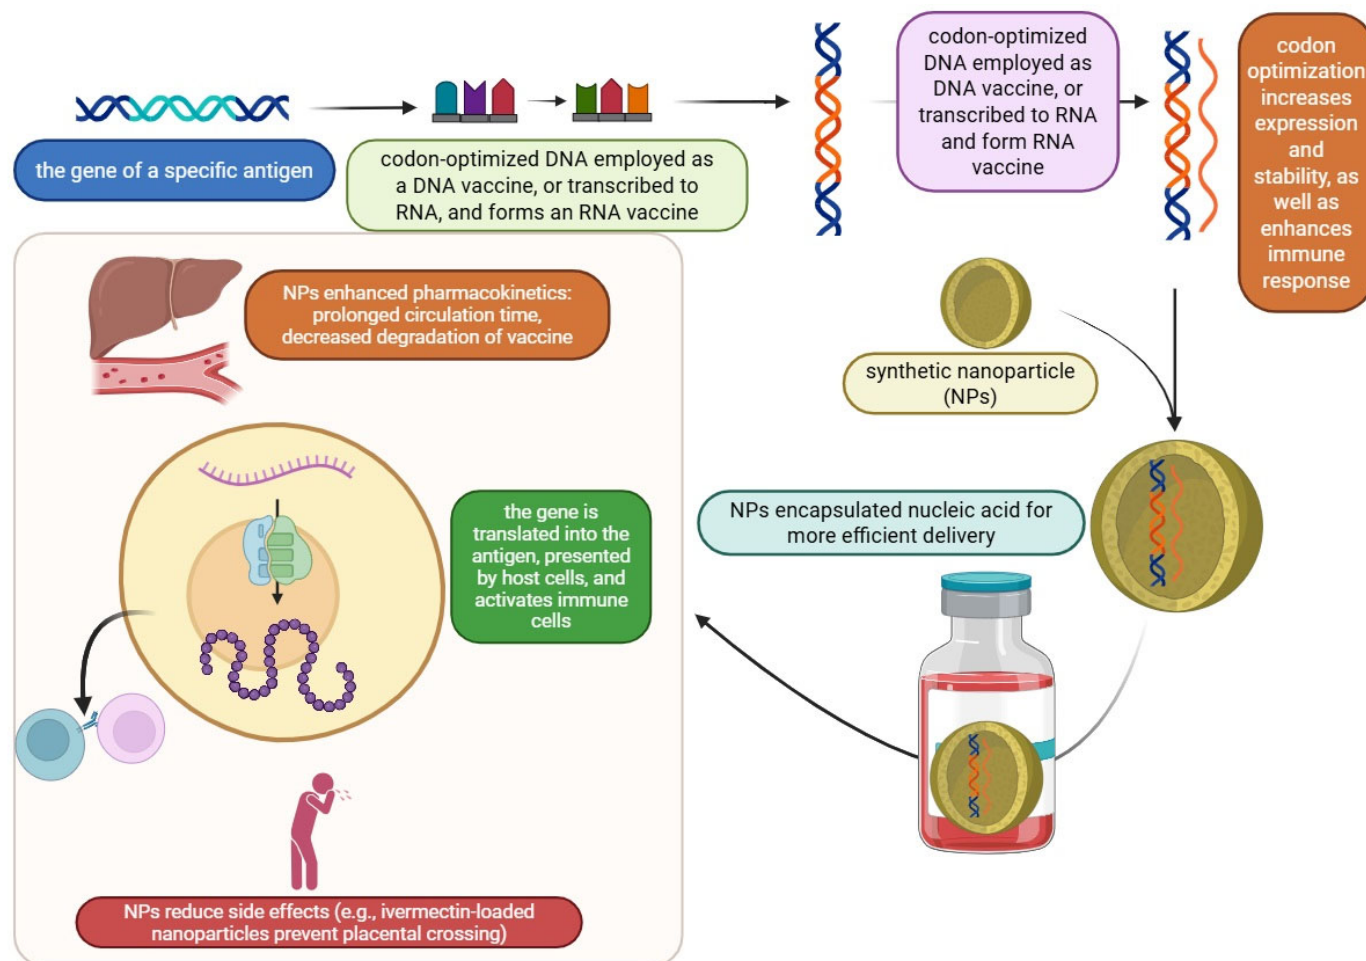 the gene of a specific antigen
codon-optimized DNA employed as
a DNA vaccine, or transcribed to
RNA, and forms an RNA vaccine
codon-optimized
DNA employed as
DNA vaccine, or
transcribed to RNA
and form RNA
vaccine
codon
optimization
increases
expression
and
stability, as
well as
enhances
immune
response
synthetic nanoparticle
(NPs)
NPs encapsulated nucleic acid for
more efficient delivery
NPs enhanced pharmacokinetics:
prolonged circulation time,
decreased degradation of vaccine
the gene is
translated into the
antigen, presented
by host cells, and
activates immune
cells
NPs reduce side effects (e.g., ivermectin-loaded
nanoparticles prevent placental crossing)